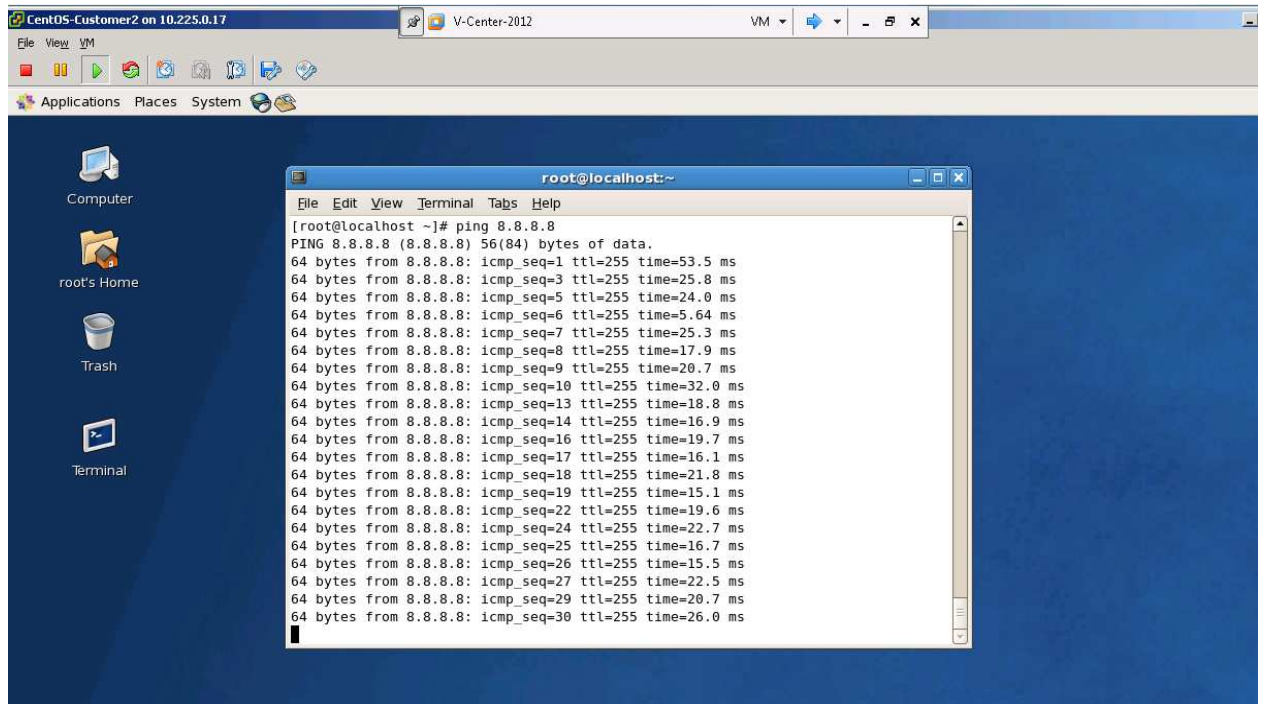 CentOS-Customer2 on 10.225.0.17
V-Center-2012
VM
File View VM
Applications Places System
Computer
root's Home
Trash
Terminal
root@localhost:~
File Edit View Terminal Tabs Help
[root@localhost ~]# ping 8.8.8.8
PING 8.8.8.8 (8.8.8.8) 56(84) bytes of data.
64 bytes from 8.8.8.8: icmp_seq=1 ttl=255 time=53.5 ms
64 bytes from 8.8.8.8: icmp_seq=3 ttl=255 time=25.8 ms
64 bytes from 8.8.8.8: icmp_seq=5 ttl=255 time=24.0 ms
64 bytes from 8.8.8.8: icmp_seq=6 ttl=255 time=5.64 ms
64 bytes from 8.8.8.8: icmp_seq=7 ttl=255 time=25.3 ms
64 bytes from 8.8.8.8: icmp_seq=8 ttl=255 time=17.9 ms
64 bytes from 8.8.8.8: icmp_seq=9 ttl=255 time=20.7 ms
64 bytes from 8.8.8.8: icmp_seq=10 ttl=255 time=32.0 ms
64 bytes from 8.8.8.8: icmp_seq=13 ttl=255 time=18.8 ms
64 bytes from 8.8.8.8: icmp_seq=14 ttl=255 time=16.9 ms
64 bytes from 8.8.8.8: icmp_seq=16 ttl=255 time=19.7 ms
64 bytes from 8.8.8.8: icmp_seq=17 ttl=255 time=16.1 ms
64 bytes from 8.8.8.8: icmp_seq=18 ttl=255 time=21.8 ms
64 bytes from 8.8.8.8: icmp_seq=19 ttl=255 time=15.1 ms
64 bytes from 8.8.8.8: icmp_seq=22 ttl=255 time=19.6 ms
64 bytes from 8.8.8.8: icmp_seq=24 ttl=255 time=22.7 ms
64 bytes from 8.8.8.8: icmp_seq=25 ttl=255 time=16.7 ms
64 bytes from 8.8.8.8: icmp_seq=26 ttl=255 time=15.5 ms
64 bytes from 8.8.8.8: icmp_seq=27 ttl=255 time=22.5 ms
64 bytes from 8.8.8.8: icmp_seq=29 ttl=255 time=20.7 ms
64 bytes from 8.8.8.8: icmp_seq=30 ttl=255 time=26.0 ms